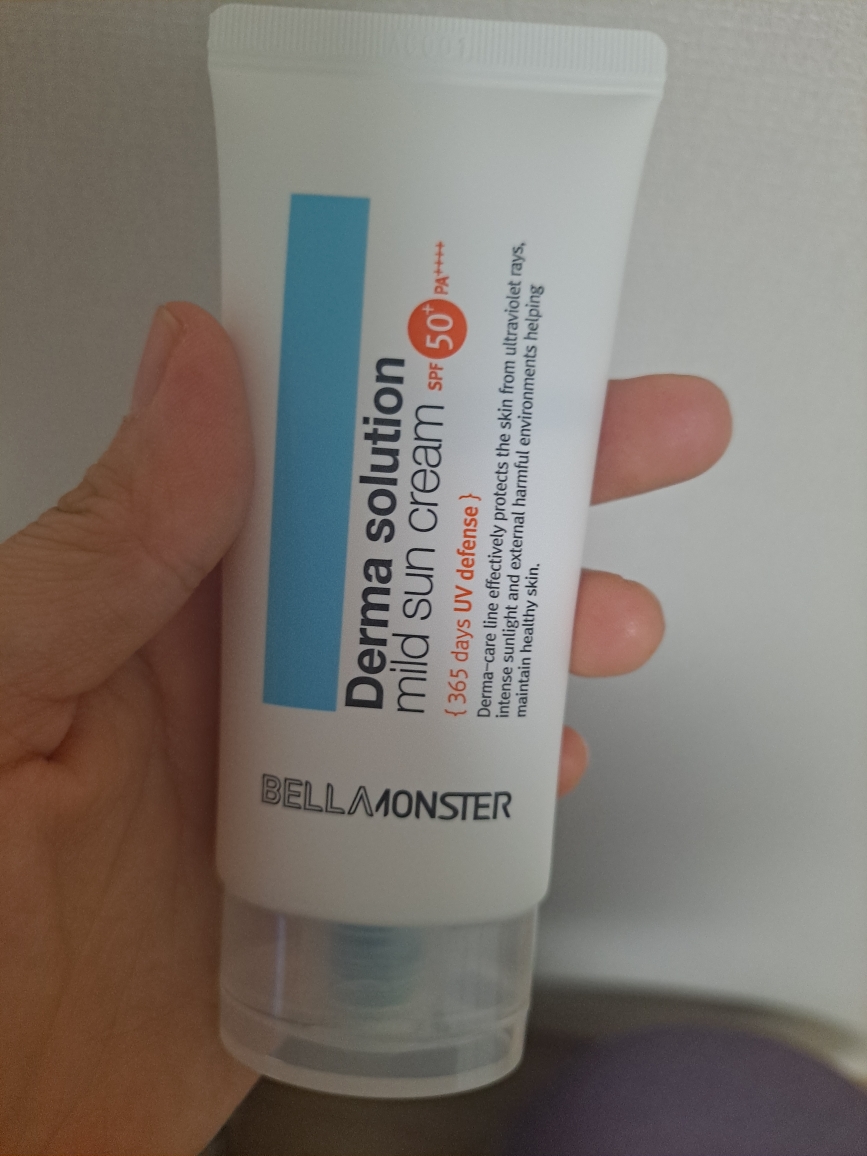 Derma solution
mild sun cream SPF 50+ PA++++
{ 365 days UV defense }
Derma-care line effectively protects the skin from ultraviolet rays,
intense sunlight and external harmful environments helping
maintain healthy skin.
BELLAMONSTER